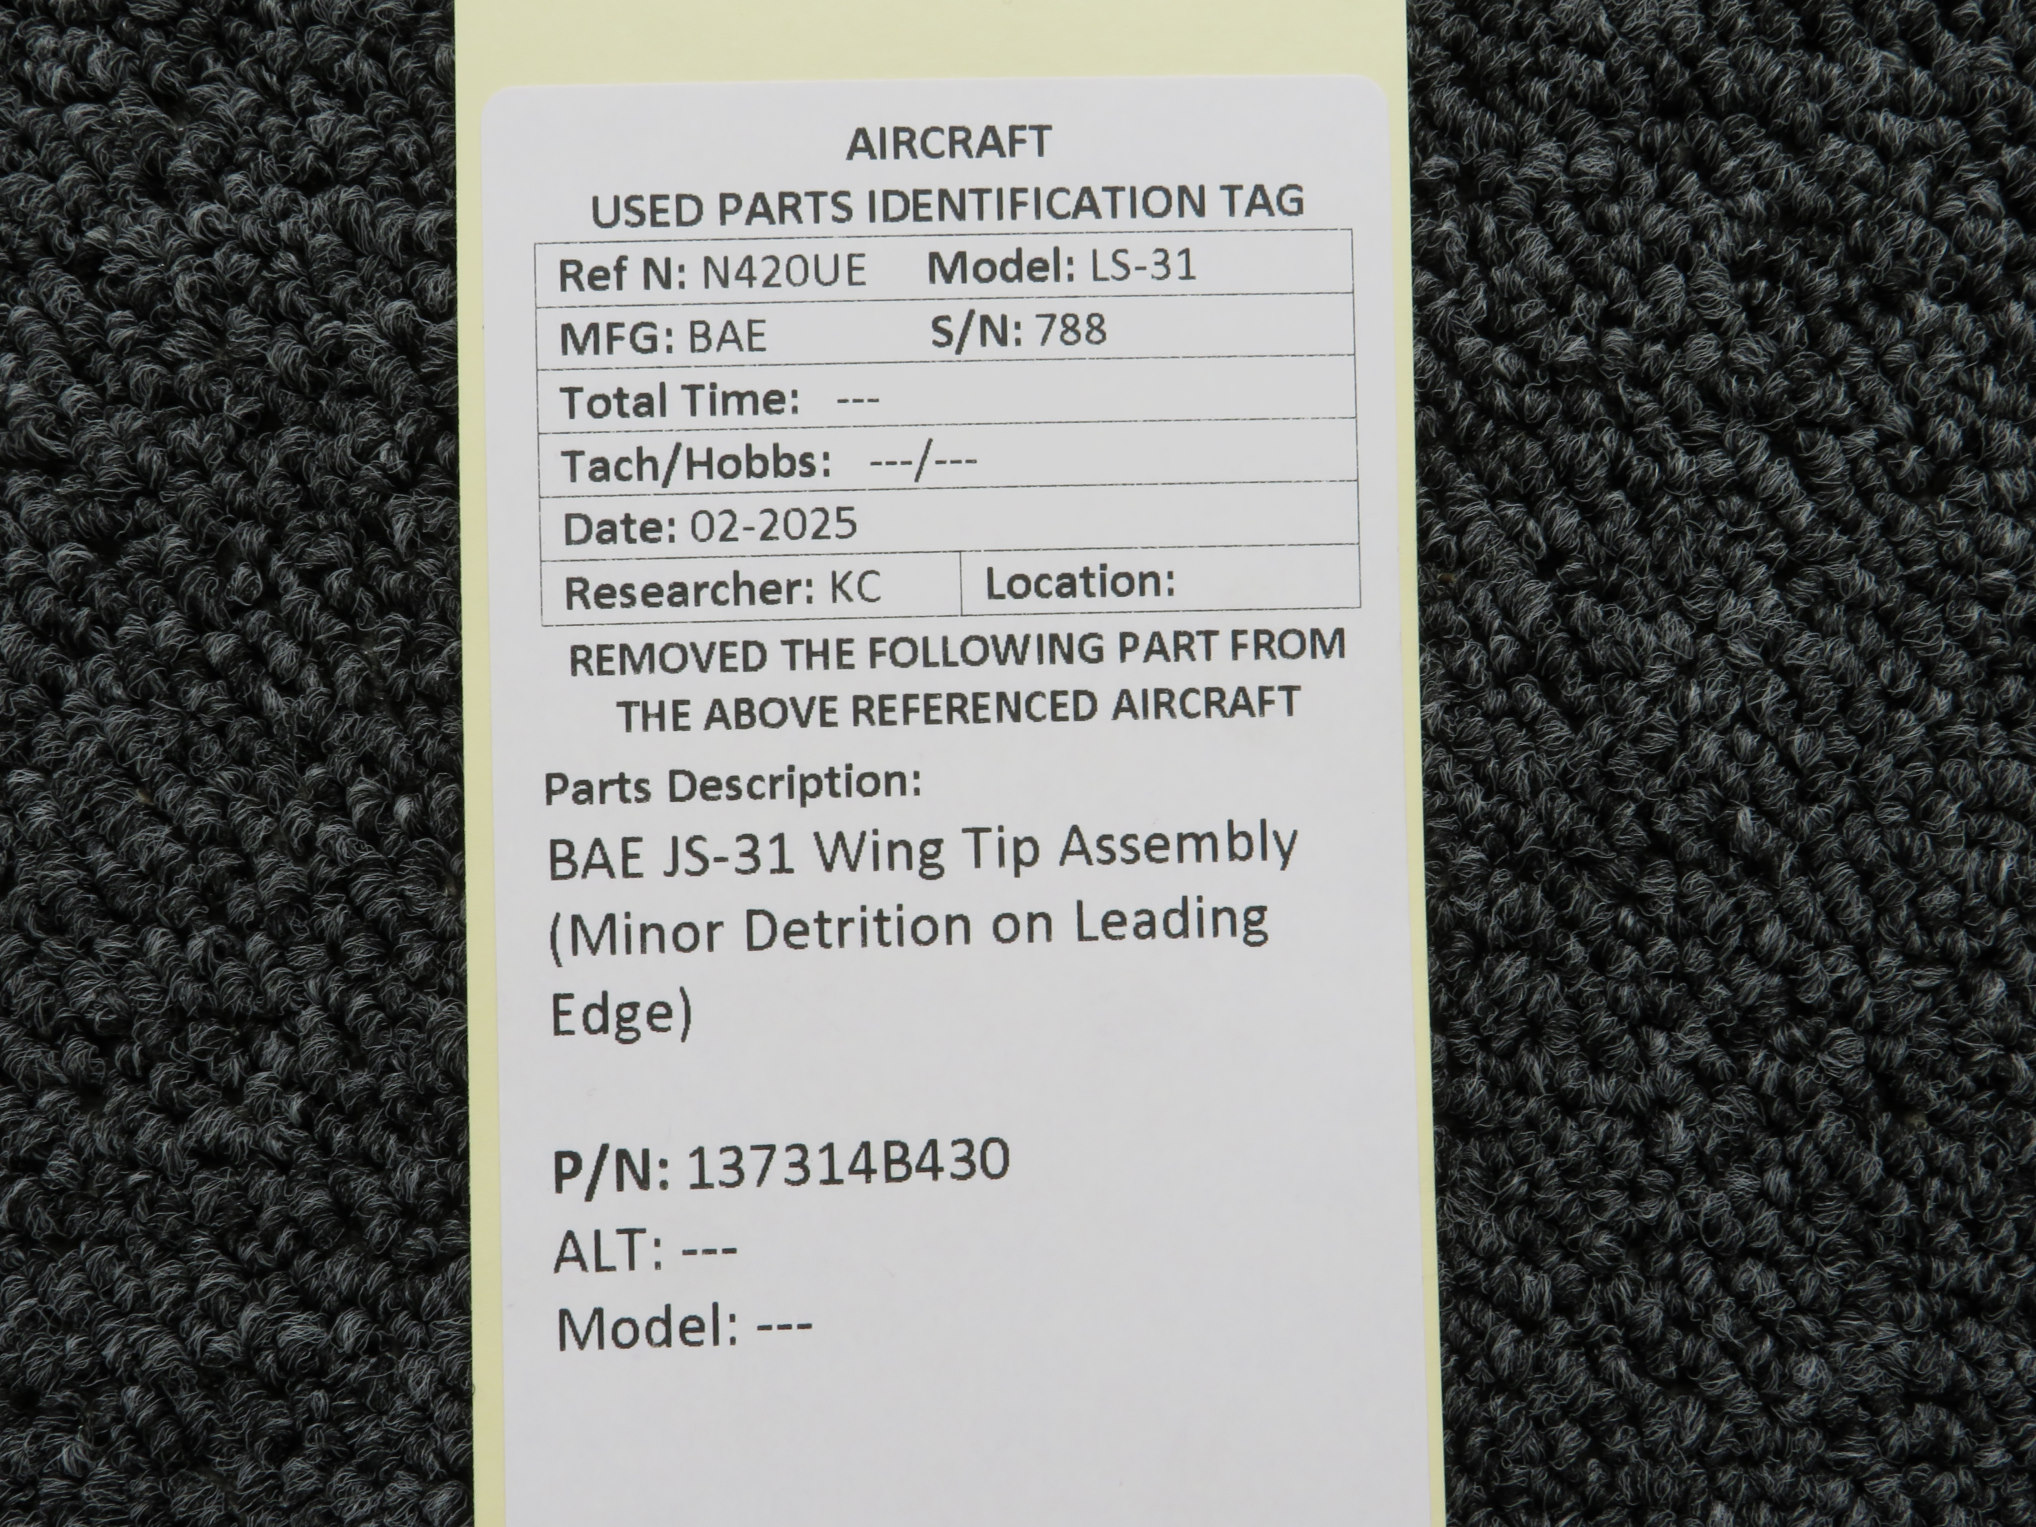 AIRCRAFT
USED PARTS IDENTIFICATION TAG
Ref N: N420UE Model: LS-31
MFG: BAE S/N: 788
Total Time: ---
Tach/Hobbs: ---/---
Date: 02-2025
Researcher: KC Location:
REMOVED THE FOLLOWING PART FROM
THE ABOVE REFERENCED AIRCRAFT
Parts Description:
BAE JS-31 Wing Tip Assembly
(Minor Detrition on Leading
Edge)
P/N: 137314B430
ALT: ---
Model: ---